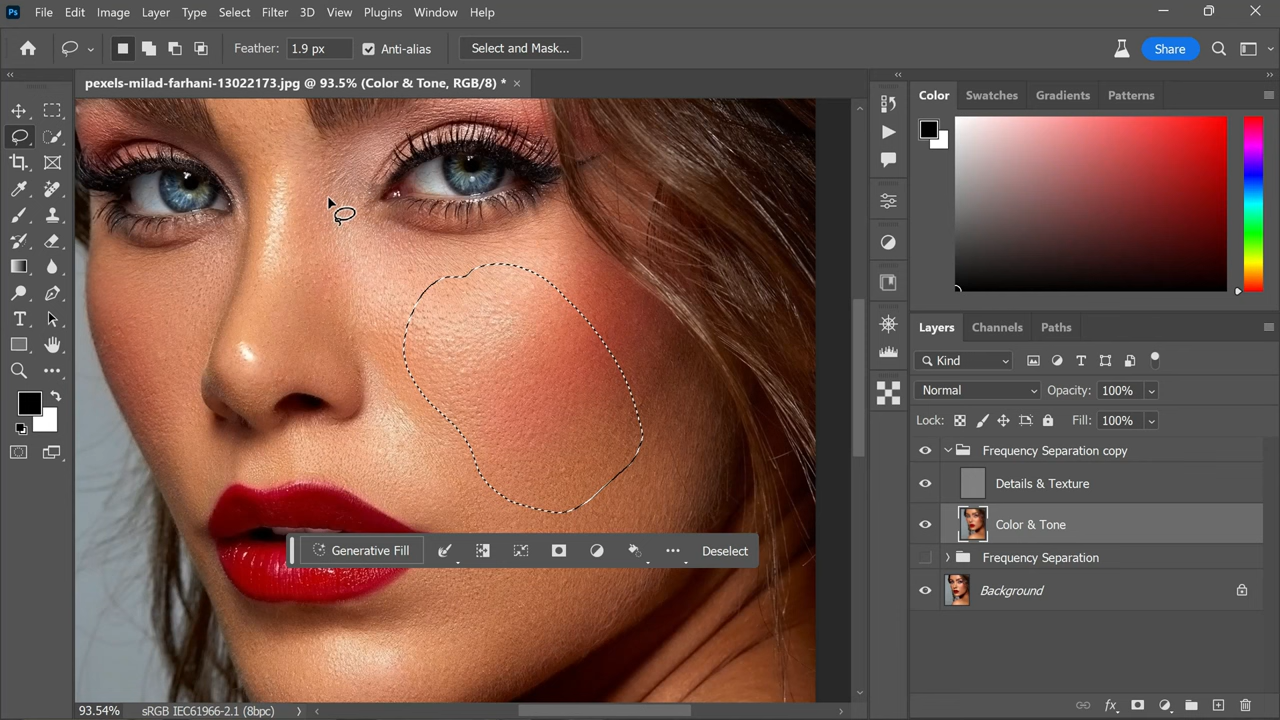 Ps File Edit Image Layer Type Select Filter 3D View Plugins Window Help
Feather: 1.9 px Anti-alias Select and Mask... Share
pexels-milad-farhani-13022173.jpg @ 93.5% (Color & Tone, RGB/8) *
Color Swatches Gradients Patterns
Layers Channels Paths
Kind
Normal Opacity: 100%
Lock: Fill: 100%
Frequency Separation copy
Details & Texture
Color & Tone
Frequency Separation
Background
Generative Fill Deselect
93.54% sRGB IEC61966-2.1 (8bpc)